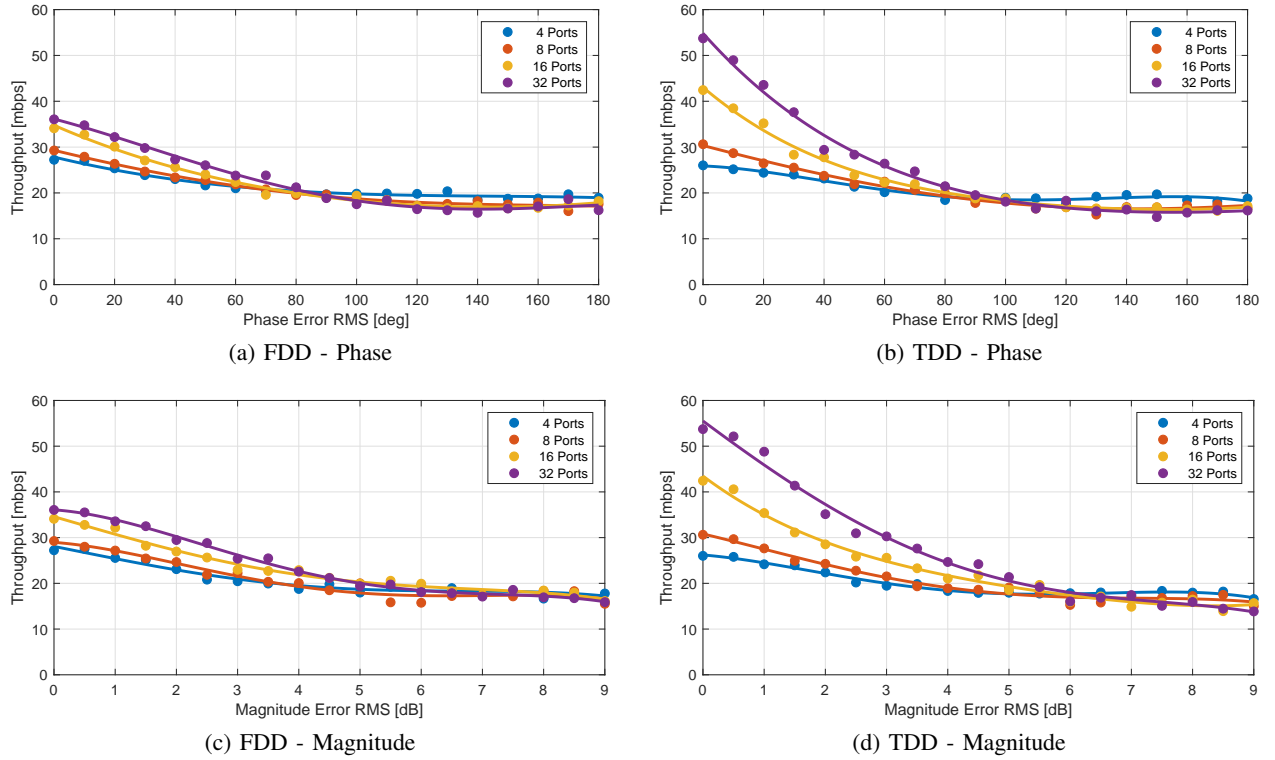 60
50
40
30
20
10
0
Throughput [mbps]
4 Ports
8 Ports
16 Ports
32 Ports
0 20 40 60 80 100 120 140 160 180
Phase Error RMS [deg]
(a) FDD - Phase
60
50
40
30
20
10
0
Throughput [mbps]
4 Ports
8 Ports
16 Ports
32 Ports
0 20 40 60 80 100 120 140 160 180
Phase Error RMS [deg]
(b) TDD - Phase
60
50
40
30
20
10
0
Throughput [mbps]
4 Ports
8 Ports
16 Ports
32 Ports
0 1 2 3 4 5 6 7 8 9
Magnitude Error RMS [dB]
(c) FDD - Magnitude
60
50
40
30
20
10
0
Throughput [mbps]
4 Ports
8 Ports
16 Ports
32 Ports
0 1 2 3 4 5 6 7 8 9
Magnitude Error RMS [dB]
(d) TDD - Magnitude